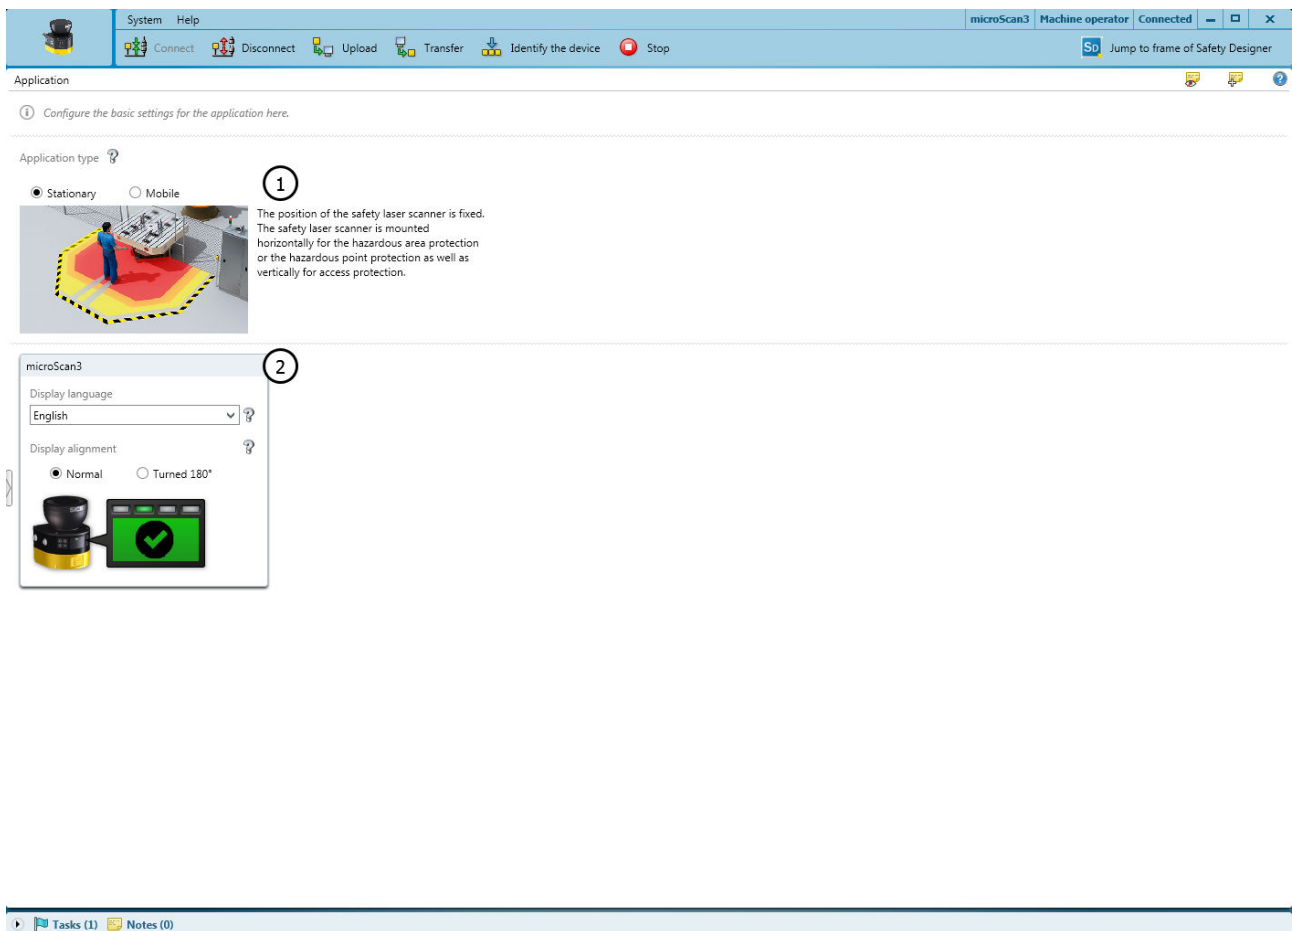 System Help
microScan3 Machine operator Connected
Connect Disconnect Upload Transfer Identify the device Stop
SD Jump to frame of Safety Designer
Application
Configure the basic settings for the application here.
Application type
1
Stationary Mobile
The position of the safety laser scanner is fixed.
The safety laser scanner is mounted
horizontally for the hazardous area protection
or the hazardous point protection as well as
vertically for access protection.
2
microScan3
Display language
English
Display alignment
Normal Turned 180°
Tasks (1) Notes (0)